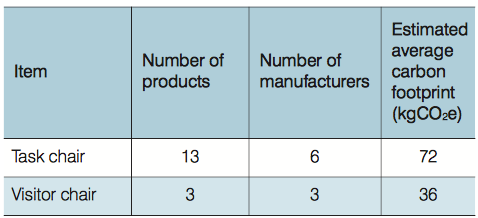 Item
Number of
products
Number of
manufacturers
Estimated
average
carbon
footprint
(kgCO₂e)
Task chair 13 6 72
Visitor chair 3 3 36